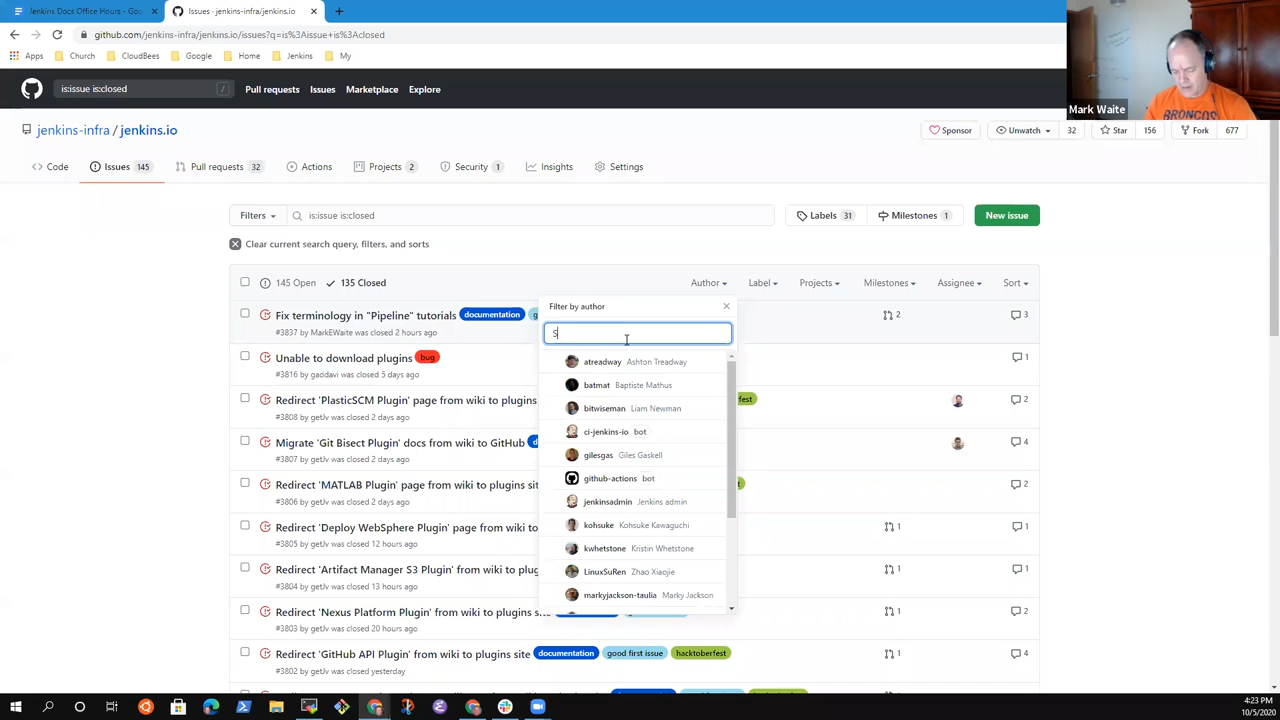 Jenkins Docs Office Hours - Goo
Issues · jenkins-infra/jenkins.io
github.com/jenkins-infra/jenkins.io/issues?q=is%3Aissue+is%3Aclosed
Apps Church CloudBees Google Home Jenkins My
is:issue is:closed /
Pull requests Issues Marketplace Explore
Mark Waite
BRONCOS
jenkins-infra / jenkins.io
Sponsor Unwatch 32 Star 156 Fork 677
Code Issues 145 Pull requests 32 Actions Projects 2 Security 1 Insights Settings
Filters is:issue is:closed Labels 31 Milestones 1 New issue
Clear current search query, filters, and sorts
145 Open 135 Closed Author Label Projects Milestones Assignee Sort
Fix terminology in "Pipeline" tutorials documentation 2 3
#3837 by MarkEWaite was closed 2 hours ago
Unable to download plugins bug 1
#3816 by gaddavi was closed 5 days ago
Redirect 'PlasticSCM Plugin' page from wiki to plugins 2
#3808 by getJv was closed 2 days ago
Migrate 'Git Bisect Plugin' docs from wiki to GitHub 4
#3807 by getJv was closed 2 days ago
Redirect 'MATLAB Plugin' page from wiki to plugins sit 2
#3806 by getJv was closed 2 days ago
Redirect 'Deploy WebSphere Plugin' page from wiki to 1 1
#3805 by getJv was closed 12 hours ago
Redirect 'Artifact Manager S3 Plugin' page from wiki t 1 1
#3804 by getJv was closed 13 hours ago
Redirect 'Nexus Platform Plugin' from wiki to plugins 1 2
#3803 by getJv was closed 20 hours ago
Redirect 'GitHub API Plugin' from wiki to plugins site documentation good first issue hacktoberfest 1 4
#3802 by getJv was closed yesterday
Filter by author
S
atreadway Ashton Treadway
batmat Baptiste Mathus
bitwiseman Liam Newman
ci-jenkins-io bot
gilesgas Giles Gaskell
github-actions bot
jenkinsadmin Jenkins admin
kohsuke Kohsuke Kawaguchi
kwhetstone Kristin Whetstone
LinuxSuRen Zhao Xiaojie
markyjackson-taulia Marky Jackson
4:23 PM
10/5/2020